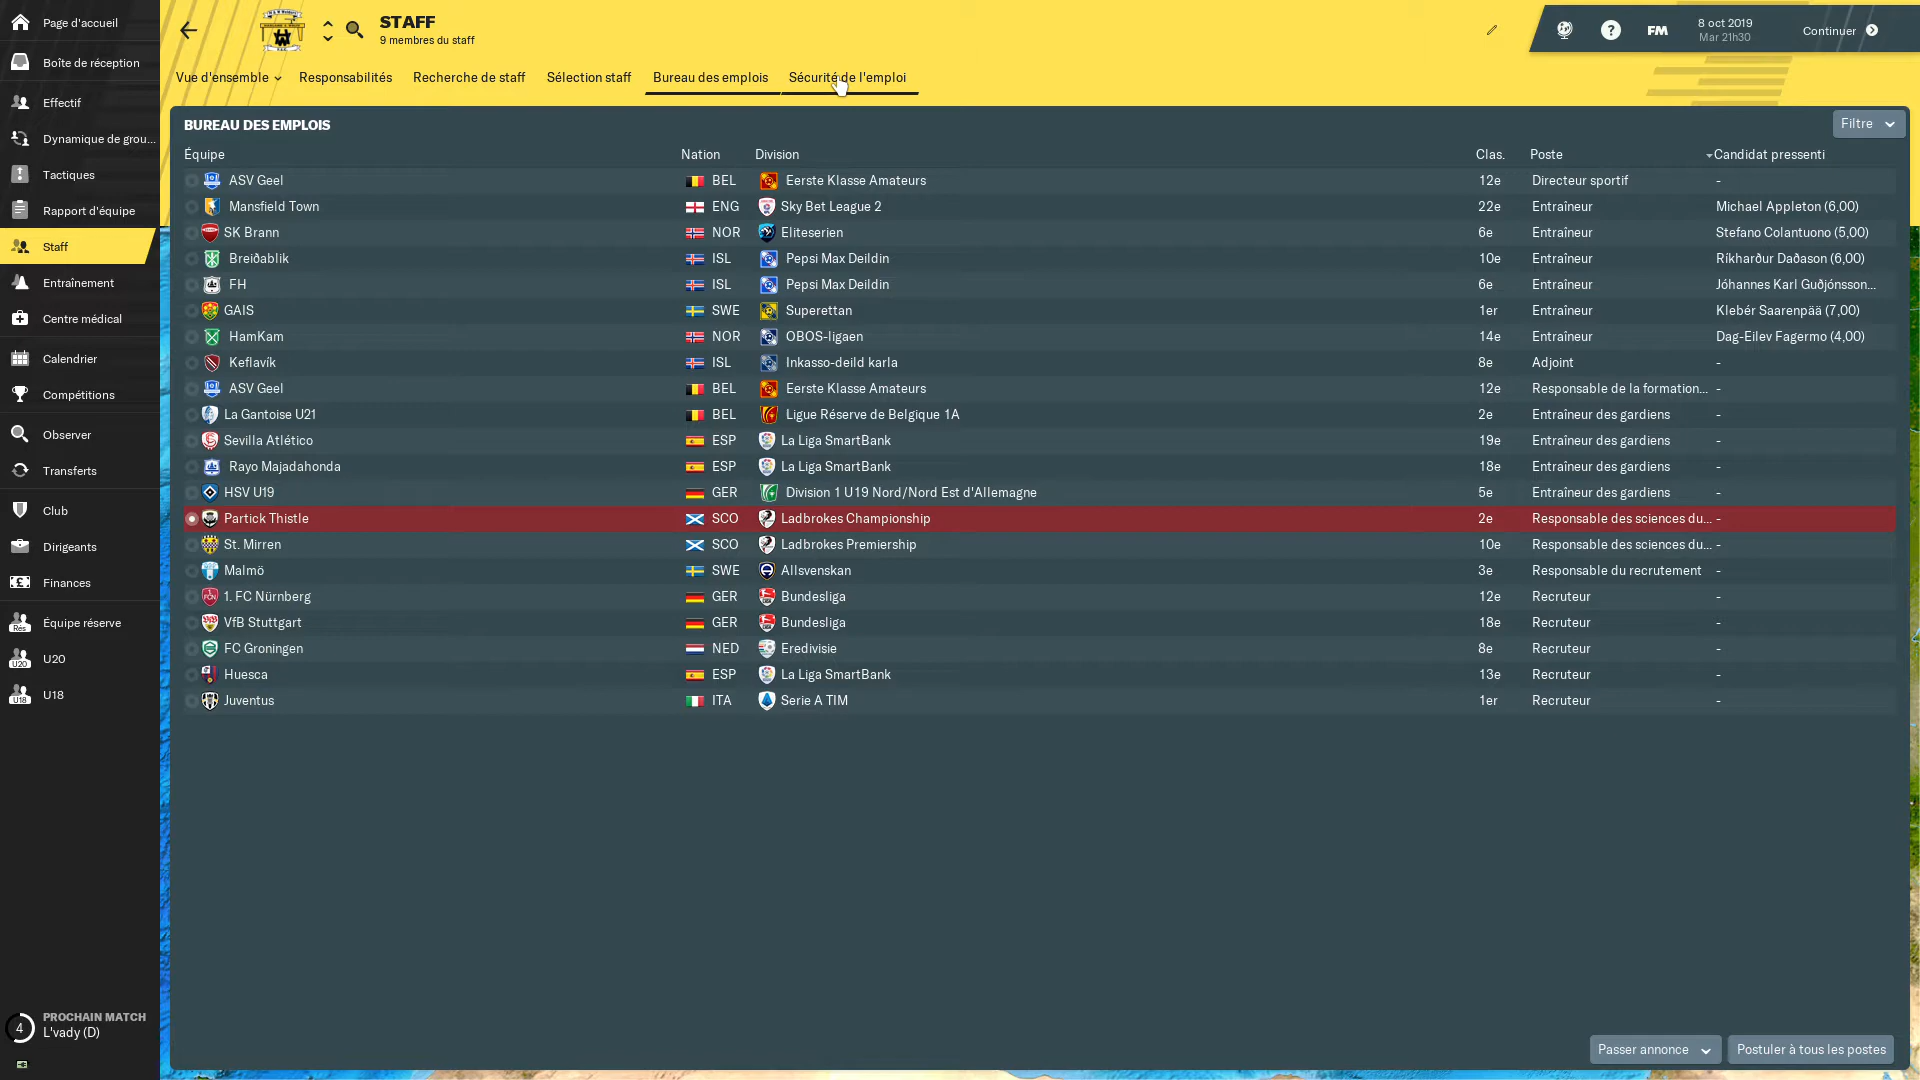 Page d'accueil
Boîte de réception
Effectif
Dynamique de grou...
Tactiques
Rapport d'équipe
Staff
Entraînement
Centre médical
Calendrier
Compétitions
Observer
Transferts
Club
Dirigeants
Finances
Rés Équipe réserve
U20 U20
U18 U18
4 PROCHAIN MATCH
L'vady (D)
STAFF
9 membres du staff
? FM 8 oct 2019
Mar 21h30
Continuer
Vue d'ensemble Responsabilités Recherche de staff Sélection staff Bureau des emplois Sécurité de l'emploi
BUREAU DES EMPLOIS Filtre
Équipe Nation Division Clas. Poste Candidat pressenti
ASV Geel BEL Eerste Klasse Amateurs 12e Directeur sportif -
Mansfield Town ENG Sky Bet League 2 22e Entraîneur Michael Appleton (6,00)
SK Brann NOR Eliteserien 6e Entraîneur Stefano Colantuono (5,00)
Breiðablik ISL Pepsi Max Deildin 10e Entraîneur Ríkharður Daðason (6,00)
FH ISL Pepsi Max Deildin 6e Entraîneur Jóhannes Karl Guðjónsson...
GAIS SWE Superettan 1er Entraîneur Klebér Saarenpää (7,00)
HamKam NOR OBOS-ligaen 14e Entraîneur Dag-Eilev Fagermo (4,00)
Keflavík ISL Inkasso-deild karla 8e Adjoint -
ASV Geel BEL Eerste Klasse Amateurs 12e Responsable de la formation... -
La Gantoise U21 BEL Ligue Réserve de Belgique 1A 2e Entraîneur des gardiens -
Sevilla Atlético ESP La Liga SmartBank 19e Entraîneur des gardiens -
Rayo Majadahonda ESP La Liga SmartBank 18e Entraîneur des gardiens -
HSV U19 GER Division 1 U19 Nord/Nord Est d'Allemagne 5e Entraîneur des gardiens -
Partick Thistle SCO Ladbrokes Championship 2e Responsable des sciences du... -
St. Mirren SCO Ladbrokes Premiership 10e Responsable des sciences du... -
Malmö SWE Allsvenskan 3e Responsable du recrutement -
1. FC Nürnberg GER Bundesliga 12e Recruteur -
VfB Stuttgart GER Bundesliga 18e Recruteur -
FC Groningen NED Eredivisie 8e Recruteur -
Huesca ESP La Liga SmartBank 13e Recruteur -
Juventus ITA Serie A TIM 1er Recruteur -
Passer annonce Postuler à tous les postes